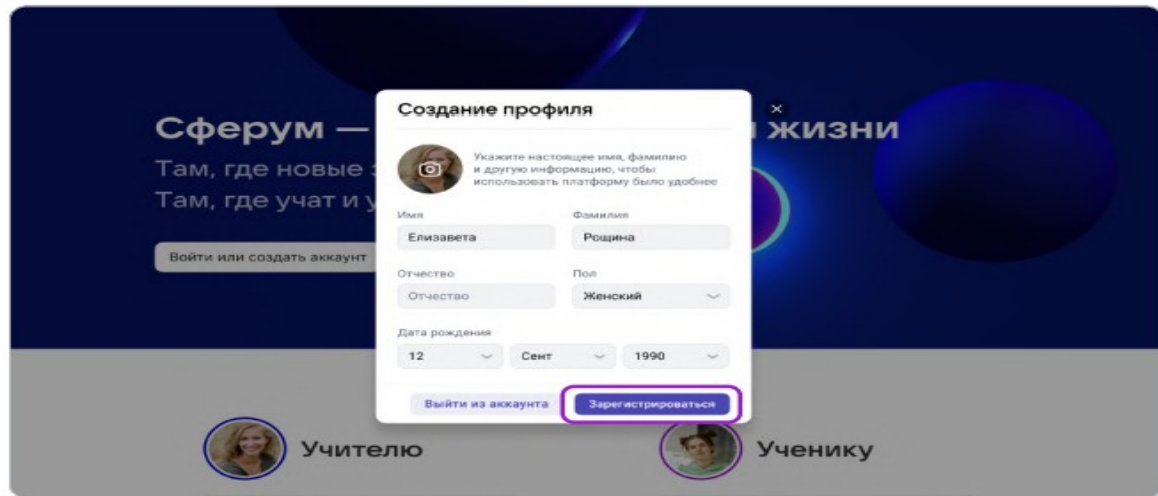 Создание профиля
Сферум —
жизни
Там, где новые
Там, где учат и у
Войти или создать аккаунт
Укажите настоящее имя, фамилию
и другую информацию, чтобы
использовать платформу было удобнее
Имя
Фамилия
Елизавета
Рощина
Отчество
Пол
Отчество
Женский
Дата рождения
12
Сент
1990
Выйти из аккаунта
Зарегистрироваться
Учителю
Ученику